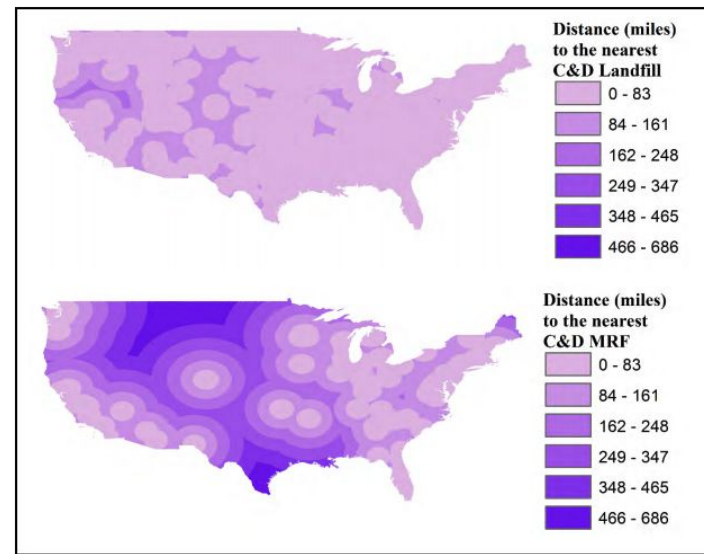 Distance (miles)
to the nearest
C&D Landfill
0 - 83
84 - 161
162 - 248
249 - 347
348 - 465
466 - 686
Distance (miles)
to the nearest
C&D MRF
0 - 83
84 - 161
162 - 248
249 - 347
348 - 465
466 - 686